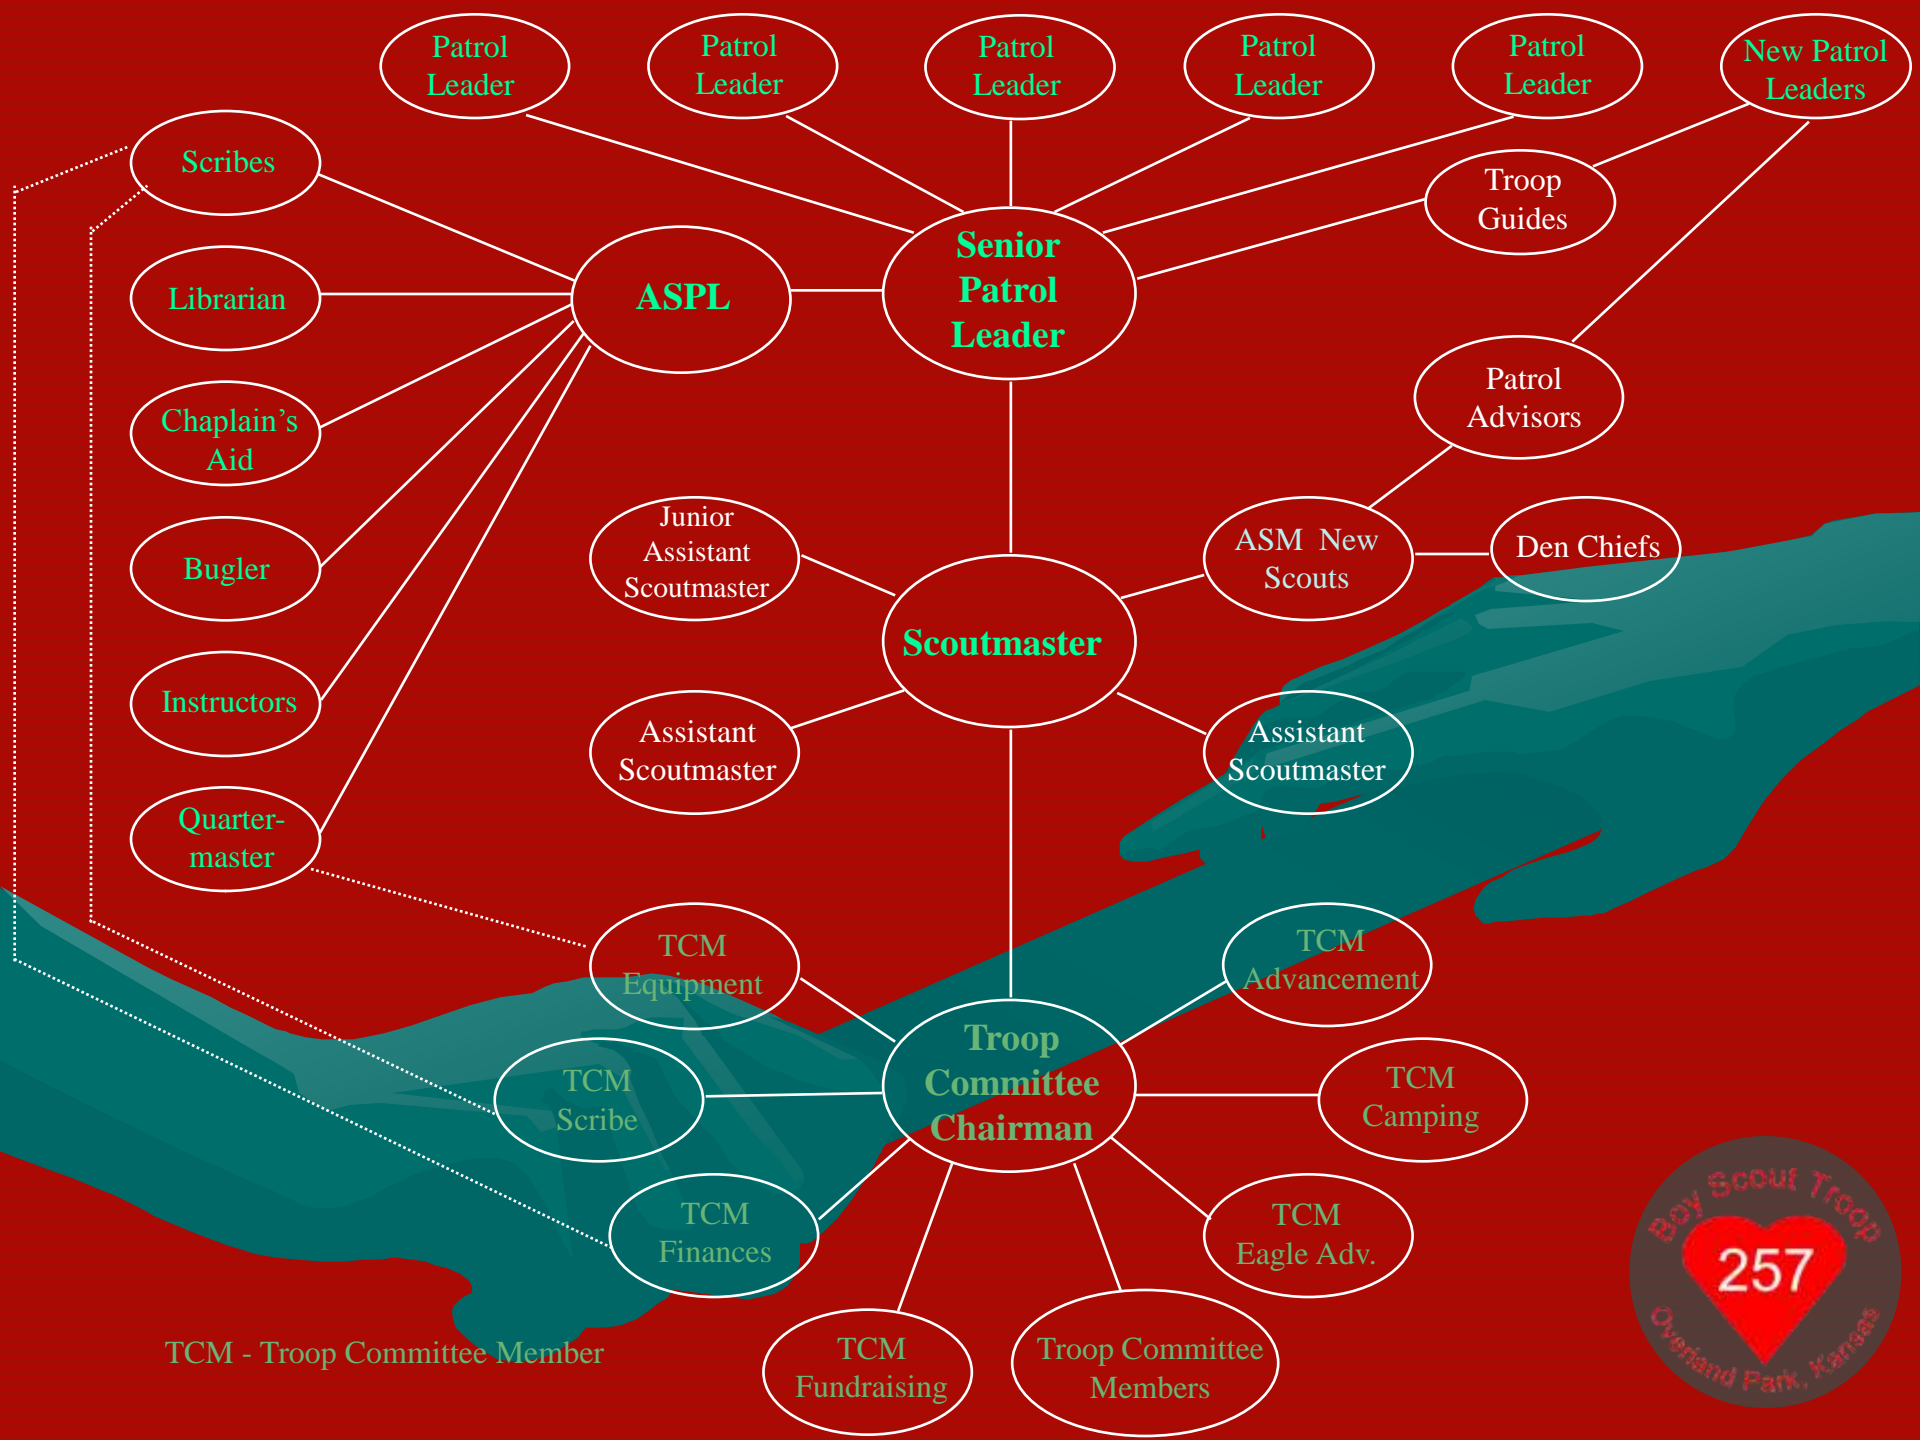 Patrol
Leader
Patrol
Leader
Patrol
Leader
Patrol
Leader
Patrol
Leader
New Patrol
Leaders
Scribes
Troop
Guides
Librarian
ASPL
Senior
Patrol
Leader
Patrol
Advisors
Chaplain’s
Aid
Bugler
Junior
Assistant
Scoutmaster
ASM  New
Scouts
Den Chiefs
Scoutmaster
Instructors
Assistant
Scoutmaster
Assistant
Scoutmaster
Quarter-
master
TCM
Equipment
TCM
Advancement
Troop
Committee
Chairman
TCM
Scribe
TCM
Camping
TCM
Finances
TCM
Eagle Adv.
TCM
Fundraising
Troop Committee
Members
TCM - Troop Committee Member
Boy Scout Troop
257
Overland Park, Kansas